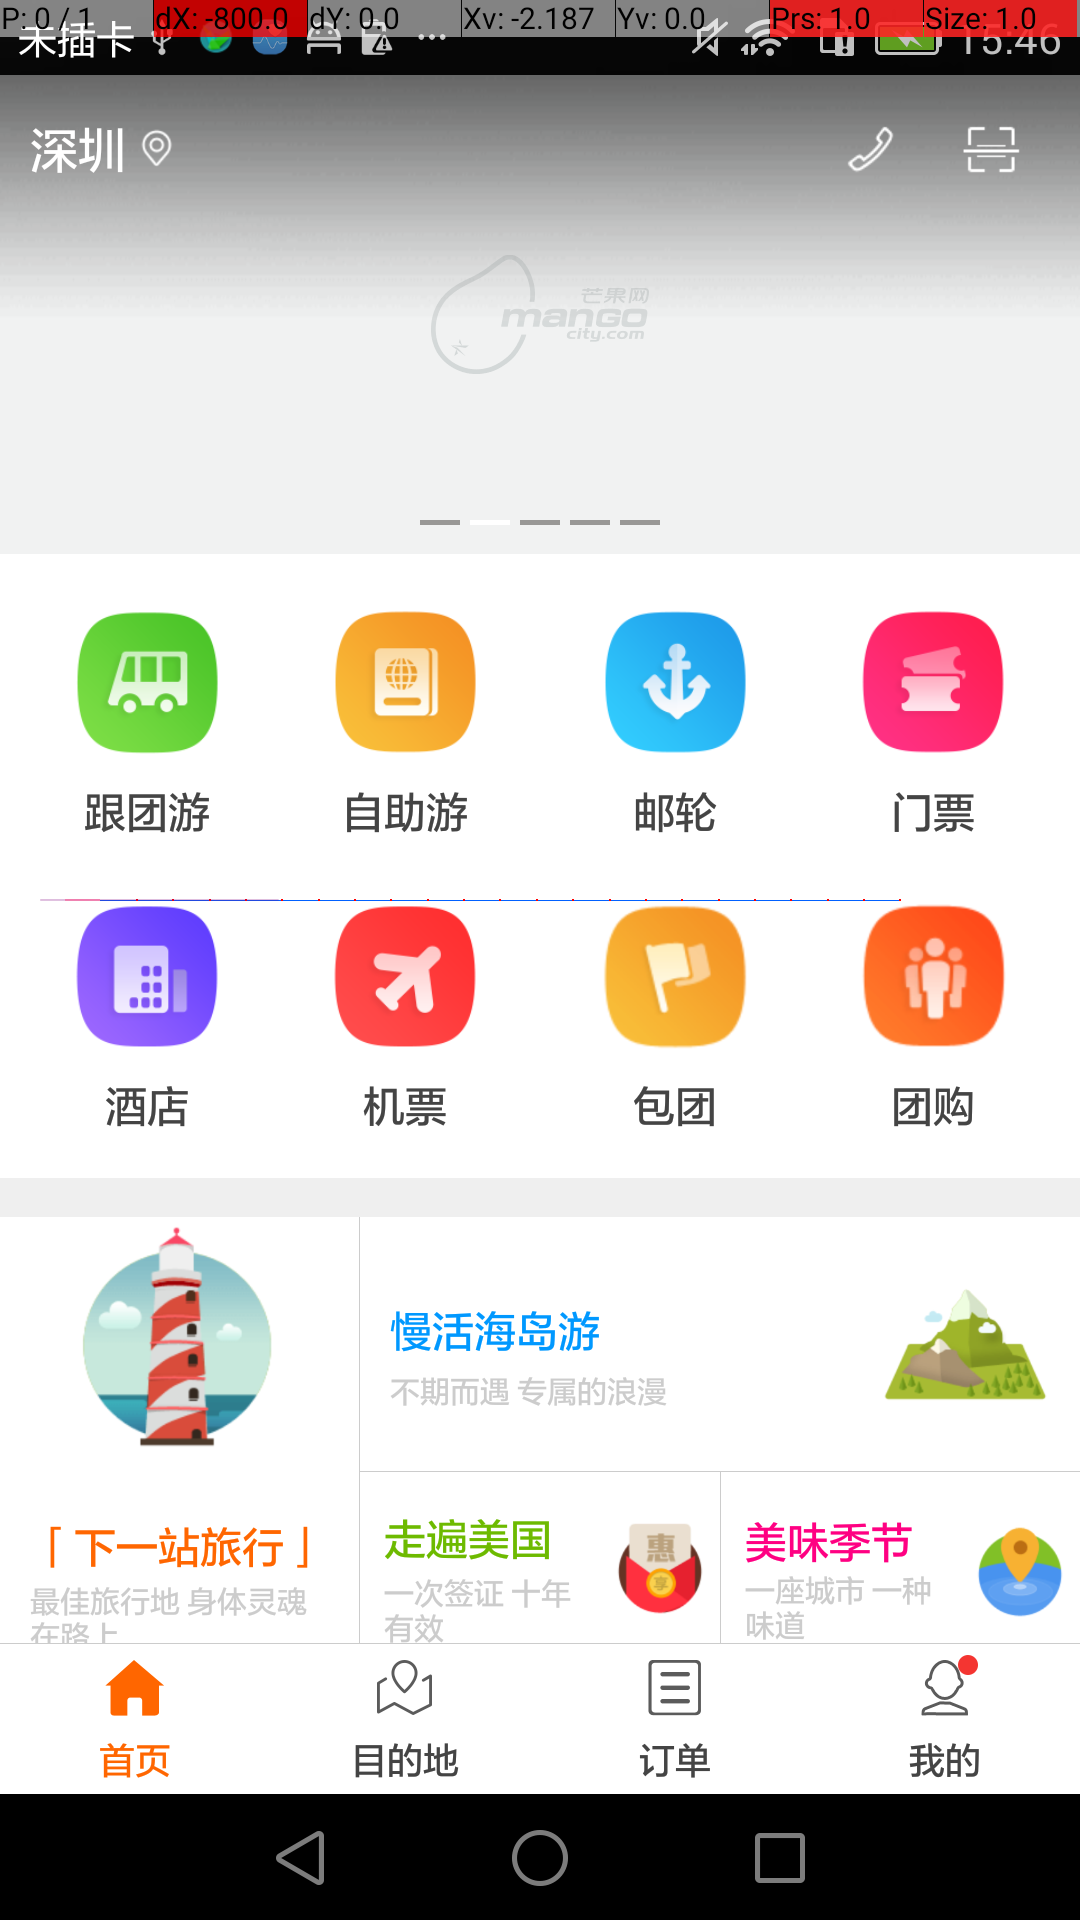 P: 0 / 1 dX: -800.0 dY: 0.0 Xv: -2.187 Yv: 0.0 Prs: 1.0 Size: 1.0
未插卡 15:46
深圳
芒果网
mango
city.com
跟团游 自助游 邮轮 门票
酒店 机票 包团 团购
慢活海岛游
不期而遇 专属的浪漫
「 下一站旅行 」
最佳旅行地 身体灵魂
在路上
走遍美国
一次签证 十年
有效
惠
享
美味季节
一座城市 一种
味道
首页 目的地 订单 我的